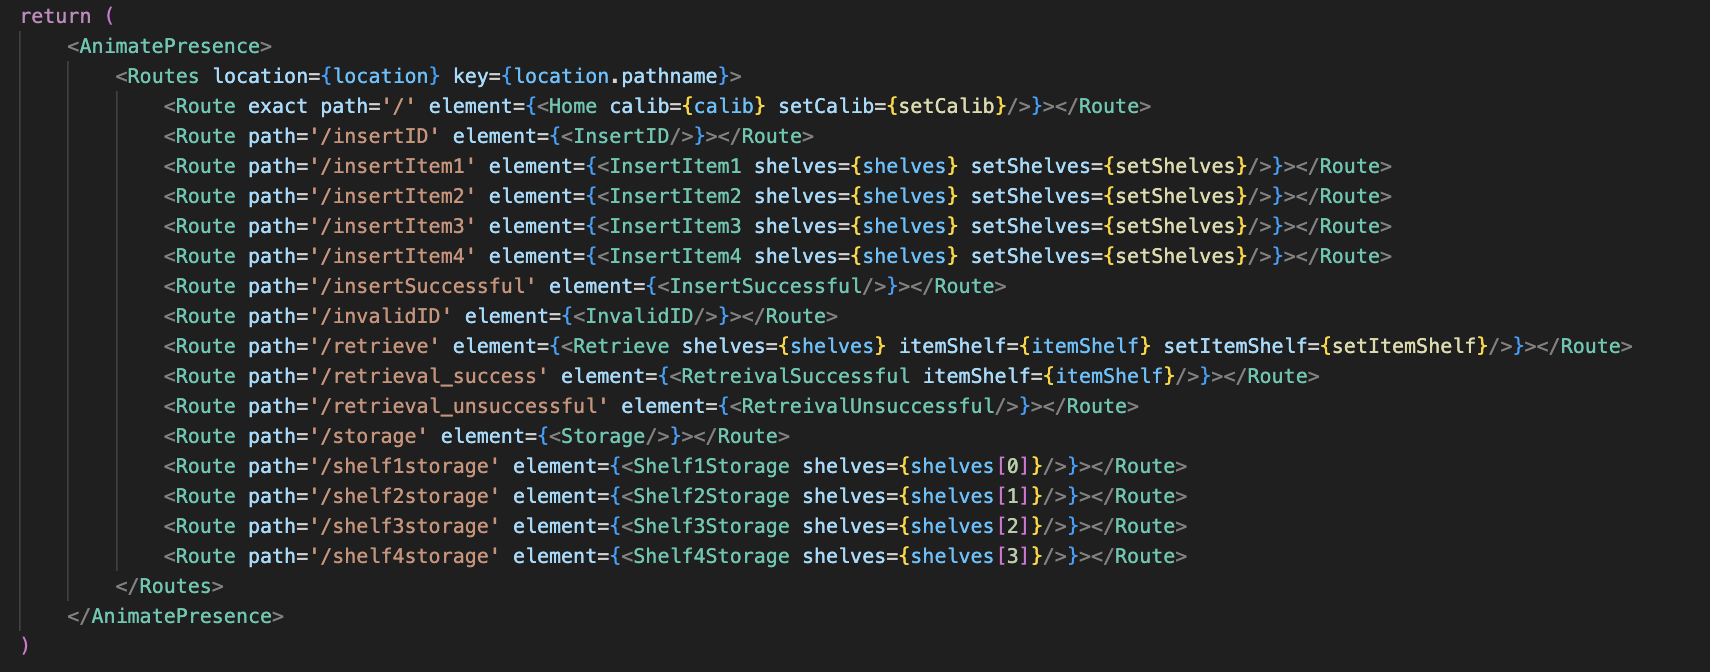 return (
<AnimatePresence>
<Routes location={location} key={location.pathname}>
<Route exact path='/' element={<Home calib={calib} setCalib={setCalib}/>}></Route>
<Route path='/insertID' element={<InsertID/>}></Route>
<Route path='/insertItem1' element={<InsertItem1 shelves={shelves} setShelves={setShelves}/>}></Route>
<Route path='/insertItem2' element={<InsertItem2 shelves={shelves} setShelves={setShelves}/>}></Route>
<Route path='/insertItem3' element={<InsertItem3 shelves={shelves} setShelves={setShelves}/>}></Route>
<Route path='/insertItem4' element={<InsertItem4 shelves={shelves} setShelves={setShelves}/>}></Route>
<Route path='/insertSuccessful' element={<InsertSuccessful/>}></Route>
<Route path='/invalidID' element={<InvalidID/>}></Route>
<Route path='/retrieve' element={<Retrieve shelves={shelves} itemShelf={itemShelf} setItemShelf={setItemShelf}/>}></Route>
<Route path='/retrieval_success' element={<RetreivalSuccessful itemShelf={itemShelf}/>}></Route>
<Route path='/retrieval_unsuccessful' element={<RetreivalUnsuccessful/>}></Route>
<Route path='/storage' element={<Storage/>}></Route>
<Route path='/shelf1storage' element={<Shelf1Storage shelves={shelves[0]}/>}></Route>
<Route path='/shelf2storage' element={<Shelf2Storage shelves={shelves[1]}/>}></Route>
<Route path='/shelf3storage' element={<Shelf3Storage shelves={shelves[2]}/>}></Route>
<Route path='/shelf4storage' element={<Shelf4Storage shelves={shelves[3]}/>}></Route>
</Routes>
</AnimatePresence>
)